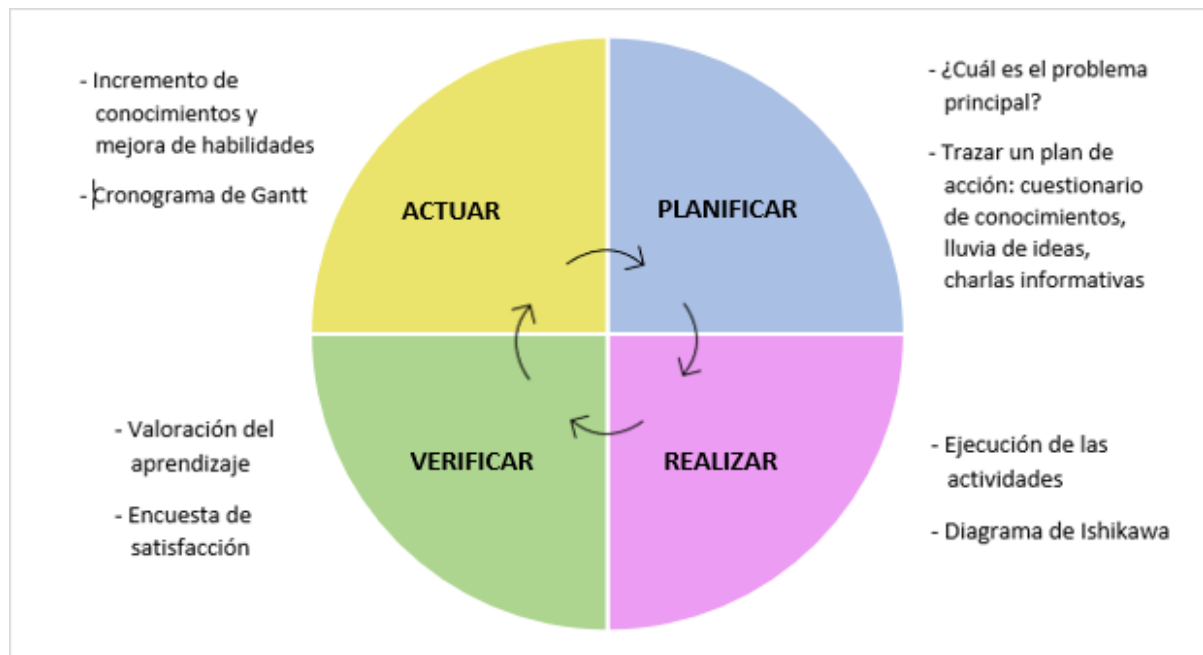 - Incremento de
conocimientos y
mejora de habilidades
- Cronograma de Gantt
ACTUAR
PLANIFICAR
- ¿Cuál es el problema
principal?
- Trazar un plan de
acción: cuestionario
de conocimientos,
lluvia de ideas,
charlas informativas
- Valoración del
aprendizaje
- Encuesta de
satisfacción
VERIFICAR
REALIZAR
- Ejecución de las
actividades
- Diagrama de Ishikawa